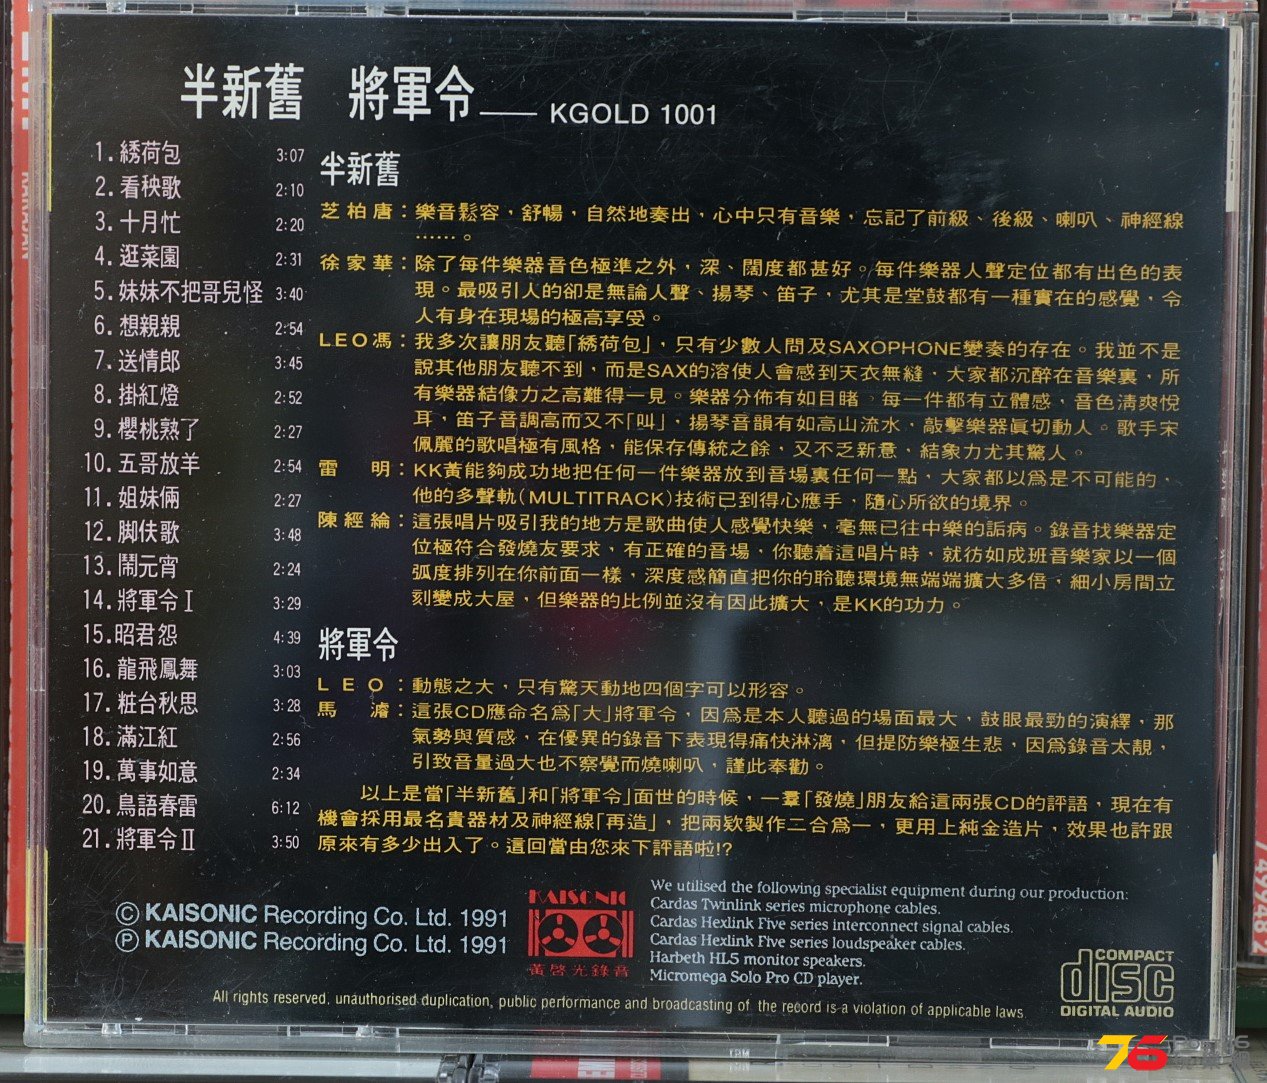 半新舊 將軍令—— KGOLD 1001
1.綉荷包 3:07
2.看秧歌 2:10
3.十月忙 2:20
4.逛菜園 2:31
5.妹妹不把哥兒怪 3:40
6.想親親 2:54
7.送情郎 3:45
8.掛紅燈 2:52
9.櫻桃熟了 2:27
10.五哥放羊 2:54
11.姐妹倆 2:27
12.脚伕歌 3:48
13.鬧元宵 2:24
14.將軍令I 3:29
15.昭君怨 4:39
16.龍飛鳳舞 3:03
17.粧台秋思 3:28
18.滿江紅 2:56
19.萬事如意 2:34
20.鳥語春雷 6:12
21.將軍令II 3:50
半新舊
芝柏唐：樂音鬆容，舒暢，自然地奏出，心中只有音樂，忘記了前級、後級、喇叭、神經線
……。
徐家華：除了每件樂器音色極準之外，深、闊度都甚好。每件樂器人聲定位都有出色的表
現。最吸引人的卻是無論人聲、揚琴、笛子，尤其是堂鼓都有一種實在的感覺，令
人有身在現場的極高享受。
LEO馮：我多次讓朋友聽「綉荷包」，只有少數人問及SAXOPHONE變奏的存在。我並不是
說其他朋友聽不到，而是SAX的溶使人會感到天衣無縫，大家都沉醉在音樂裏，所
有樂器結像力之高難得一見。樂器分佈有如目睹。每一件都有立體感，音色清爽悅
耳，笛子音調高而又不「叫」，揚琴音韻有如高山流水，敲擊樂器眞切動人。歌手宋
佩麗的歌唱極有風格，能保存傳統之餘，又不乏新意，結象力尤其驚人。
雷 明：KK黃能夠成功地把任何一件樂器放到音場裏任何一點，大家都以爲是不可能的，
他的多聲軌(MULTITRACK)技術已到得心應手，隨心所欲的境界。
陳經綸：這張唱片吸引我的地方是歌曲使人感覺快樂，毫無已往中樂的詬病。錄音找樂器定
位極符合發燒友要求，有正確的音場，你聽着這唱片時，就彷如成班音樂家以一個
弧度排列在你前面一樣，深度感簡直把你的聆聽環境無端端擴大多倍，細小房間立
刻變成大屋，但樂器的比例並沒有因此擴大，是KK的功力。
將軍令
LEO：動態之大，只有驚天動地四個字可以形容。
馬 濬：這張CD應命名爲「大」將軍令，因爲是本人聽過的場面最大，鼓眼最勁的演繹，那
氣勢與質感，在優異的錄音下表現得痛快淋漓，但提防樂極生悲，因爲錄音太靚，
引致音量過大也不察覺而燒喇叭，謹此奉勸。
以上是當「半新舊」和「將軍令」面世的時候，一羣「發燒」朋友給這兩張CD的評語，現在有
機會採用最名貴器材及神經線「再造」，把兩欵製作二合爲一，更用上純金造片，效果也許跟
原來有多少出入了。這回當由您來下評語啦!?
© KAISONIC Recording Co. Ltd. 1991
Ⓟ KAISONIC Recording Co. Ltd. 1991
KAISONIC
黃啓光錄音
We utilised the following specialist equipment during our production:
Cardas Twinlink series microphone cables.
Cardas Hexlink Five series interconnect signal cables.
Cardas Hexlink Five series loudspeaker cables.
Harbeth HL5 monitor speakers.
Micromega Solo Pro CD player.
COMPACT
disc
DIGITAL AUDIO
All rights reserved, unauthorised duplication, public performance and broadcasting of the record is a violation of applicable laws.
76